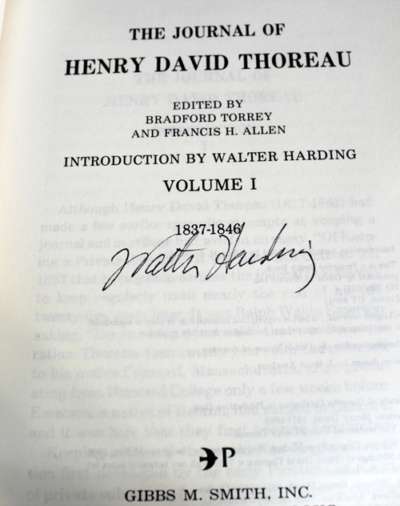 THE JOURNAL OF
HENRY DAVID THOREAU
EDITED BY
BRADFORD TORREY
AND FRANCIS H. ALLEN
INTRODUCTION BY WALTER HARDING
VOLUME I
1837-1846
Walter Harding
P
GIBBS M. SMITH, INC.